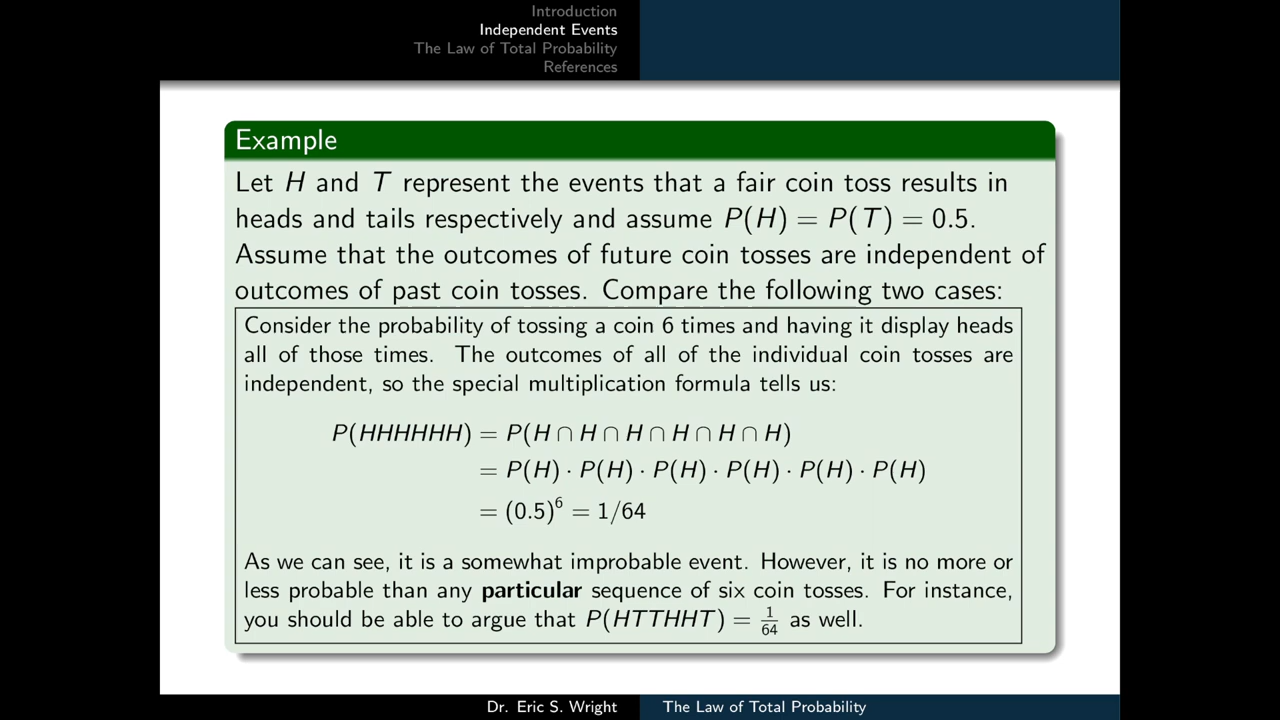 Introduction
Independent Events
The Law of Total Probability
References
Example
Let H and T represent the events that a fair coin toss results in
heads and tails respectively and assume P(H) = P(T) = 0.5.
Assume that the outcomes of future coin tosses are independent of
outcomes of past coin tosses. Compare the following two cases:
Consider the probability of tossing a coin 6 times and having it display heads
all of those times. The outcomes of all of the individual coin tosses are
independent, so the special multiplication formula tells us:
P(HHHHHH) = P(H ∩ H ∩ H ∩ H ∩ H ∩ H)
= P(H) · P(H) · P(H) · P(H) · P(H) · P(H)
= (0.5)⁶ = 1/64
As we can see, it is a somewhat improbable event. However, it is no more or
less probable than any particular sequence of six coin tosses. For instance,
you should be able to argue that P(HTTHHT) = 1/64 as well.
Dr. Eric S. Wright
The Law of Total Probability